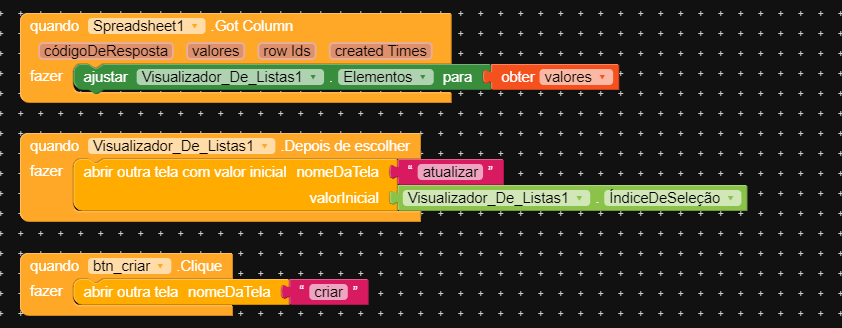 quando Spreadsheet1 .Got Column
códigoDeResposta valores row Ids created Times
fazer ajustar Visualizador_De_Listas1 . Elementos para obter valores
quando Visualizador_De_Listas1 .Depois de escolher
fazer abrir outra tela com valor inicial nomeDaTela “ atualizar ”
valorInicial Visualizador_De_Listas1 . ÍndiceDeSeleção
quando btn_criar .Clique
fazer abrir outra tela nomeDaTela “ criar ”